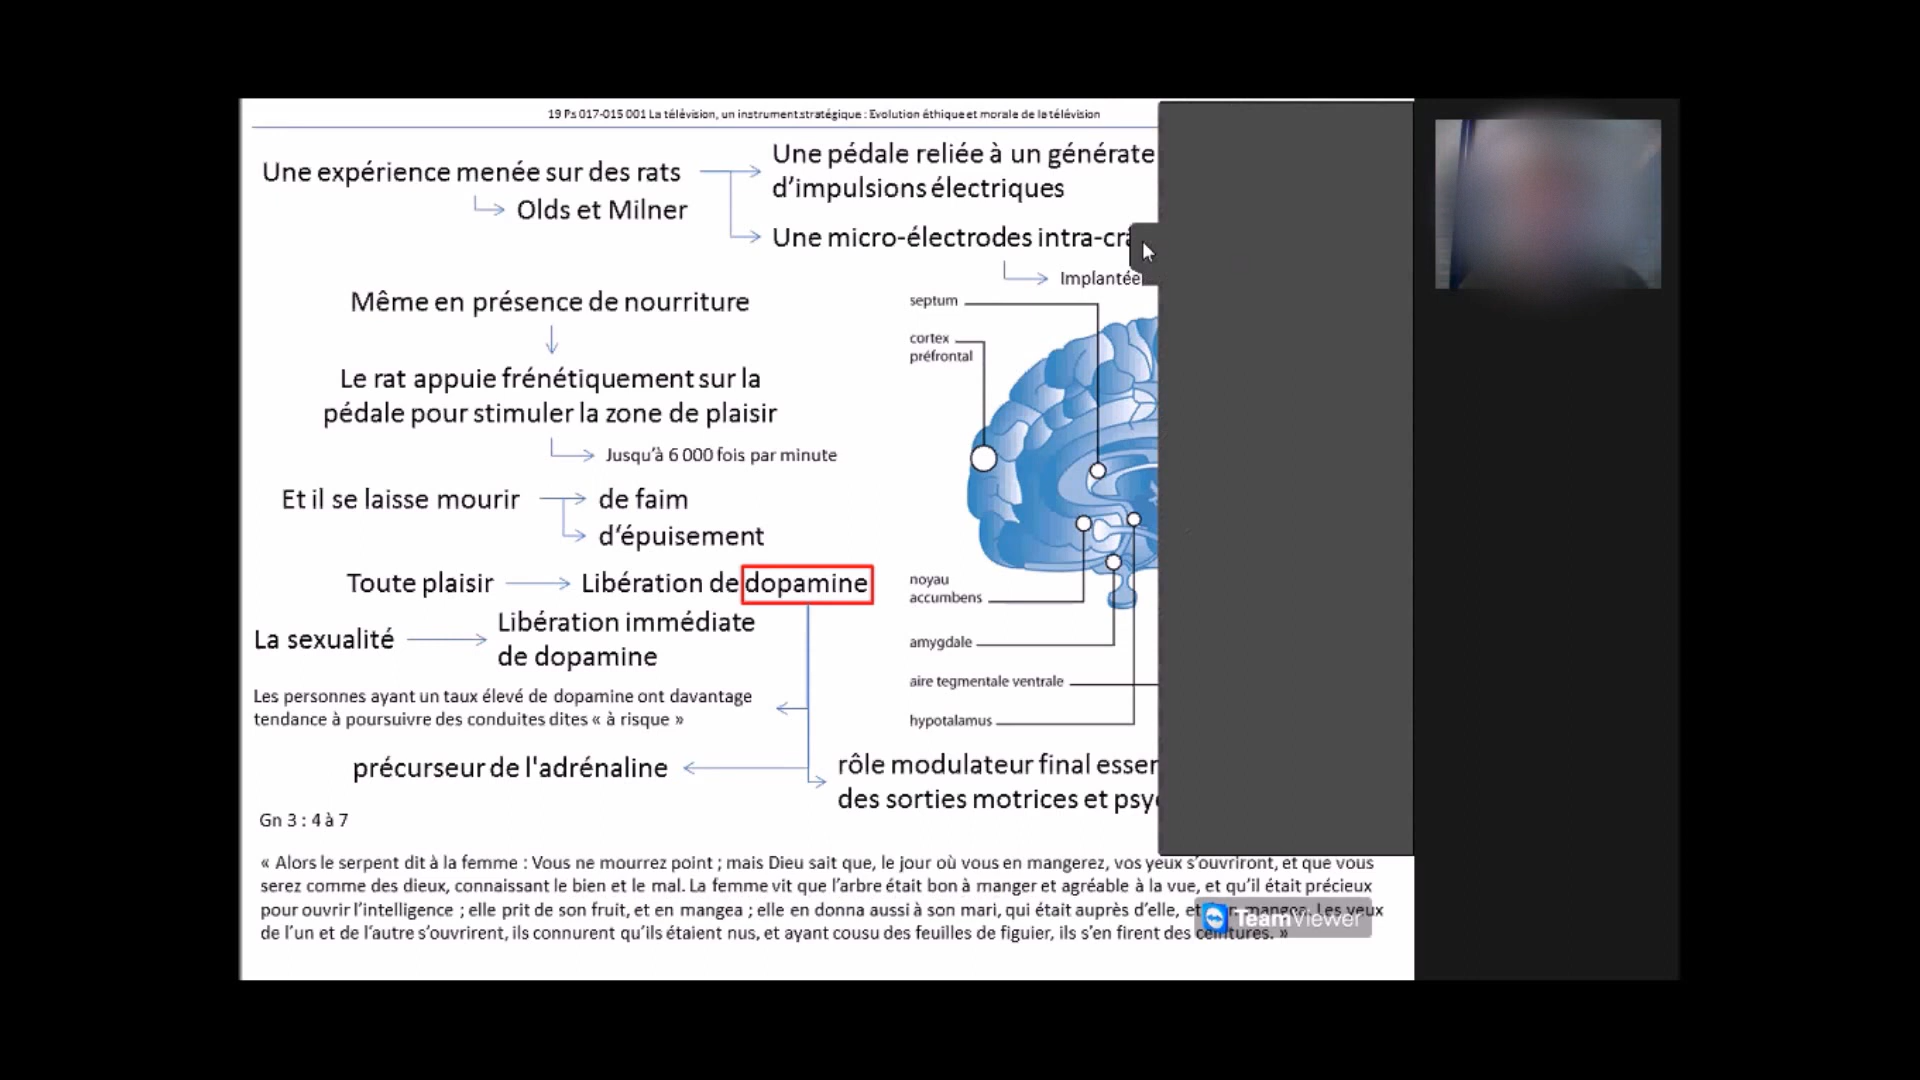 19 Ps 017-015 001 La télévision, un instrument stratégique : Evolution éthique et morale de la télévision
Une expérience menée sur des rats
Olds et Milner
Une pédale reliée à un générate
d’impulsions électriques
Une micro-électrodes intra-crâ
Implantée
Même en présence de nourriture
Le rat appuie frénétiquement sur la
pédale pour stimuler la zone de plaisir
Jusqu’à 6 000 fois par minute
Et il se laisse mourir
de faim
d’épuisement
Toute plaisir
Libération de dopamine
La sexualité
Libération immédiate
de dopamine
Les personnes ayant un taux élevé de dopamine ont davantage
tendance à poursuivre des conduites dites « à risque »
précurseur de l'adrénaline
septum
cortex
préfrontal
noyau
accumbens
amygdale
aire tegmentale ventrale
hypotalamus
rôle modulateur final essen
des sorties motrices et psyc
Gn 3 : 4 à 7
« Alors le serpent dit à la femme : Vous ne mourrez point ; mais Dieu sait que, le jour où vous en mangerez, vos yeux s’ouvriront, et que vous
serez comme des dieux, connaissant le bien et le mal. La femme vit que l’arbre était bon à manger et agréable à la vue, et qu’il était précieux
pour ouvrir l’intelligence ; elle prit de son fruit, et en mangea ; elle en donna aussi à son mari, qui était auprès d’elle, et il en mangea. Les yeux
de l’un et de l’autre s’ouvrirent, ils connurent qu’ils étaient nus, et ayant cousu des feuilles de figuier, ils s’en firent des ceintures. »
TeamViewer